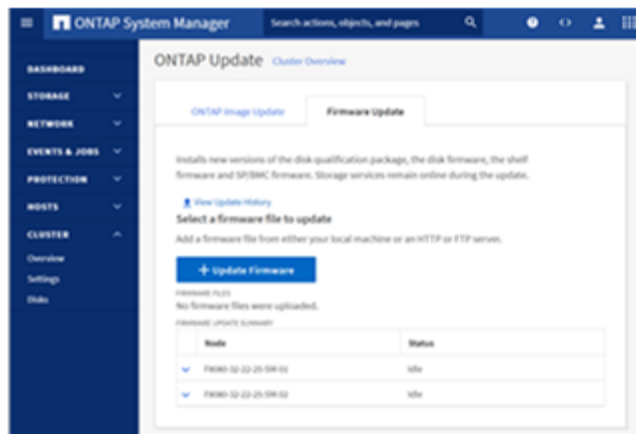 ONTAP System Manager
Search actions, objects, and pages
DASHBOARD
STORAGE
NETWORK
EVENTS & JOBS
PROTECTION
HOSTS
CLUSTER
Overview
Settings
Disks
ONTAP Update Cluster Overview
ONTAP Image Update Firmware Update
Installs new versions of the disk qualification package, the disk firmware, the shelf
firmware and SP/BMC firmware. Storage services remain online during the update.
View Update History
Select a firmware file to update
Add a firmware file from either your local machine or an HTTP or FTP server.
+ Update Firmware
FIRMWARE FILES
No firmware files were uploaded.
FIRMWARE UPDATE SUMMARY
Node Status
Idle
Idle